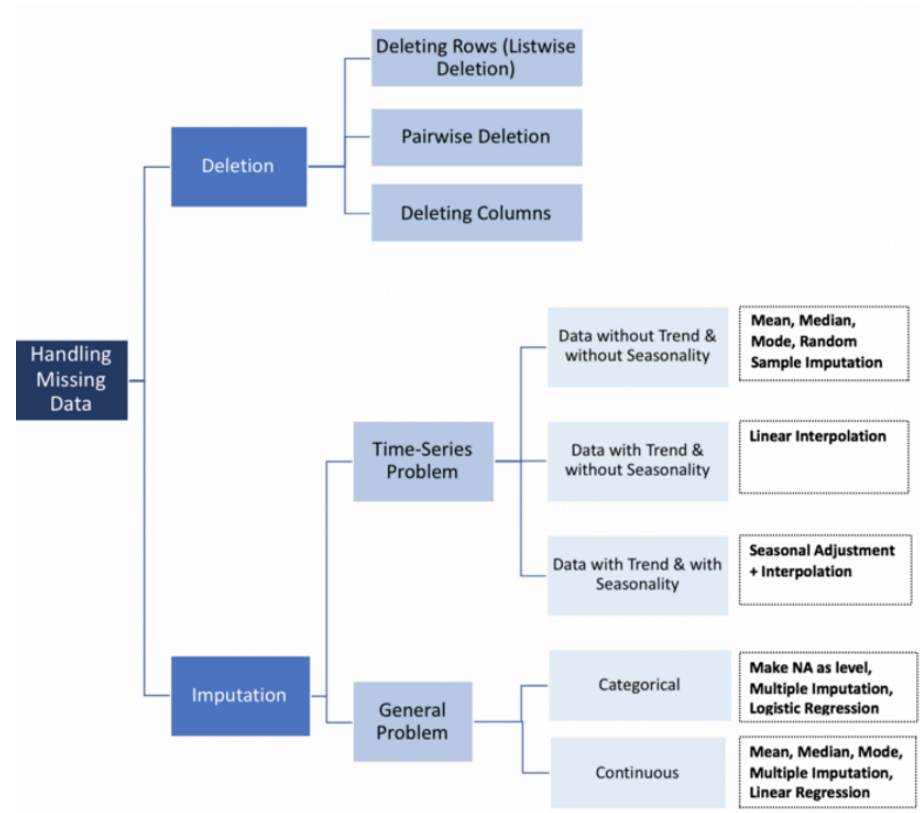 Deleting Rows (Listwise
Deletion)
Pairwise Deletion
Deletion
Deleting Columns
Handling
Missing
Data
Data without Trend &
without Seasonality
Mean, Median,
Mode, Random
Sample Imputation
Time-Series
Problem
Data with Trend &
without Seasonality
Linear Interpolation
Data with Trend & with
Seasonality
Seasonal Adjustment
+ Interpolation
Imputation
General
Problem
Categorical
Make NA as level,
Multiple Imputation,
Logistic Regression
Continuous
Mean, Median, Mode,
Multiple Imputation,
Linear Regression